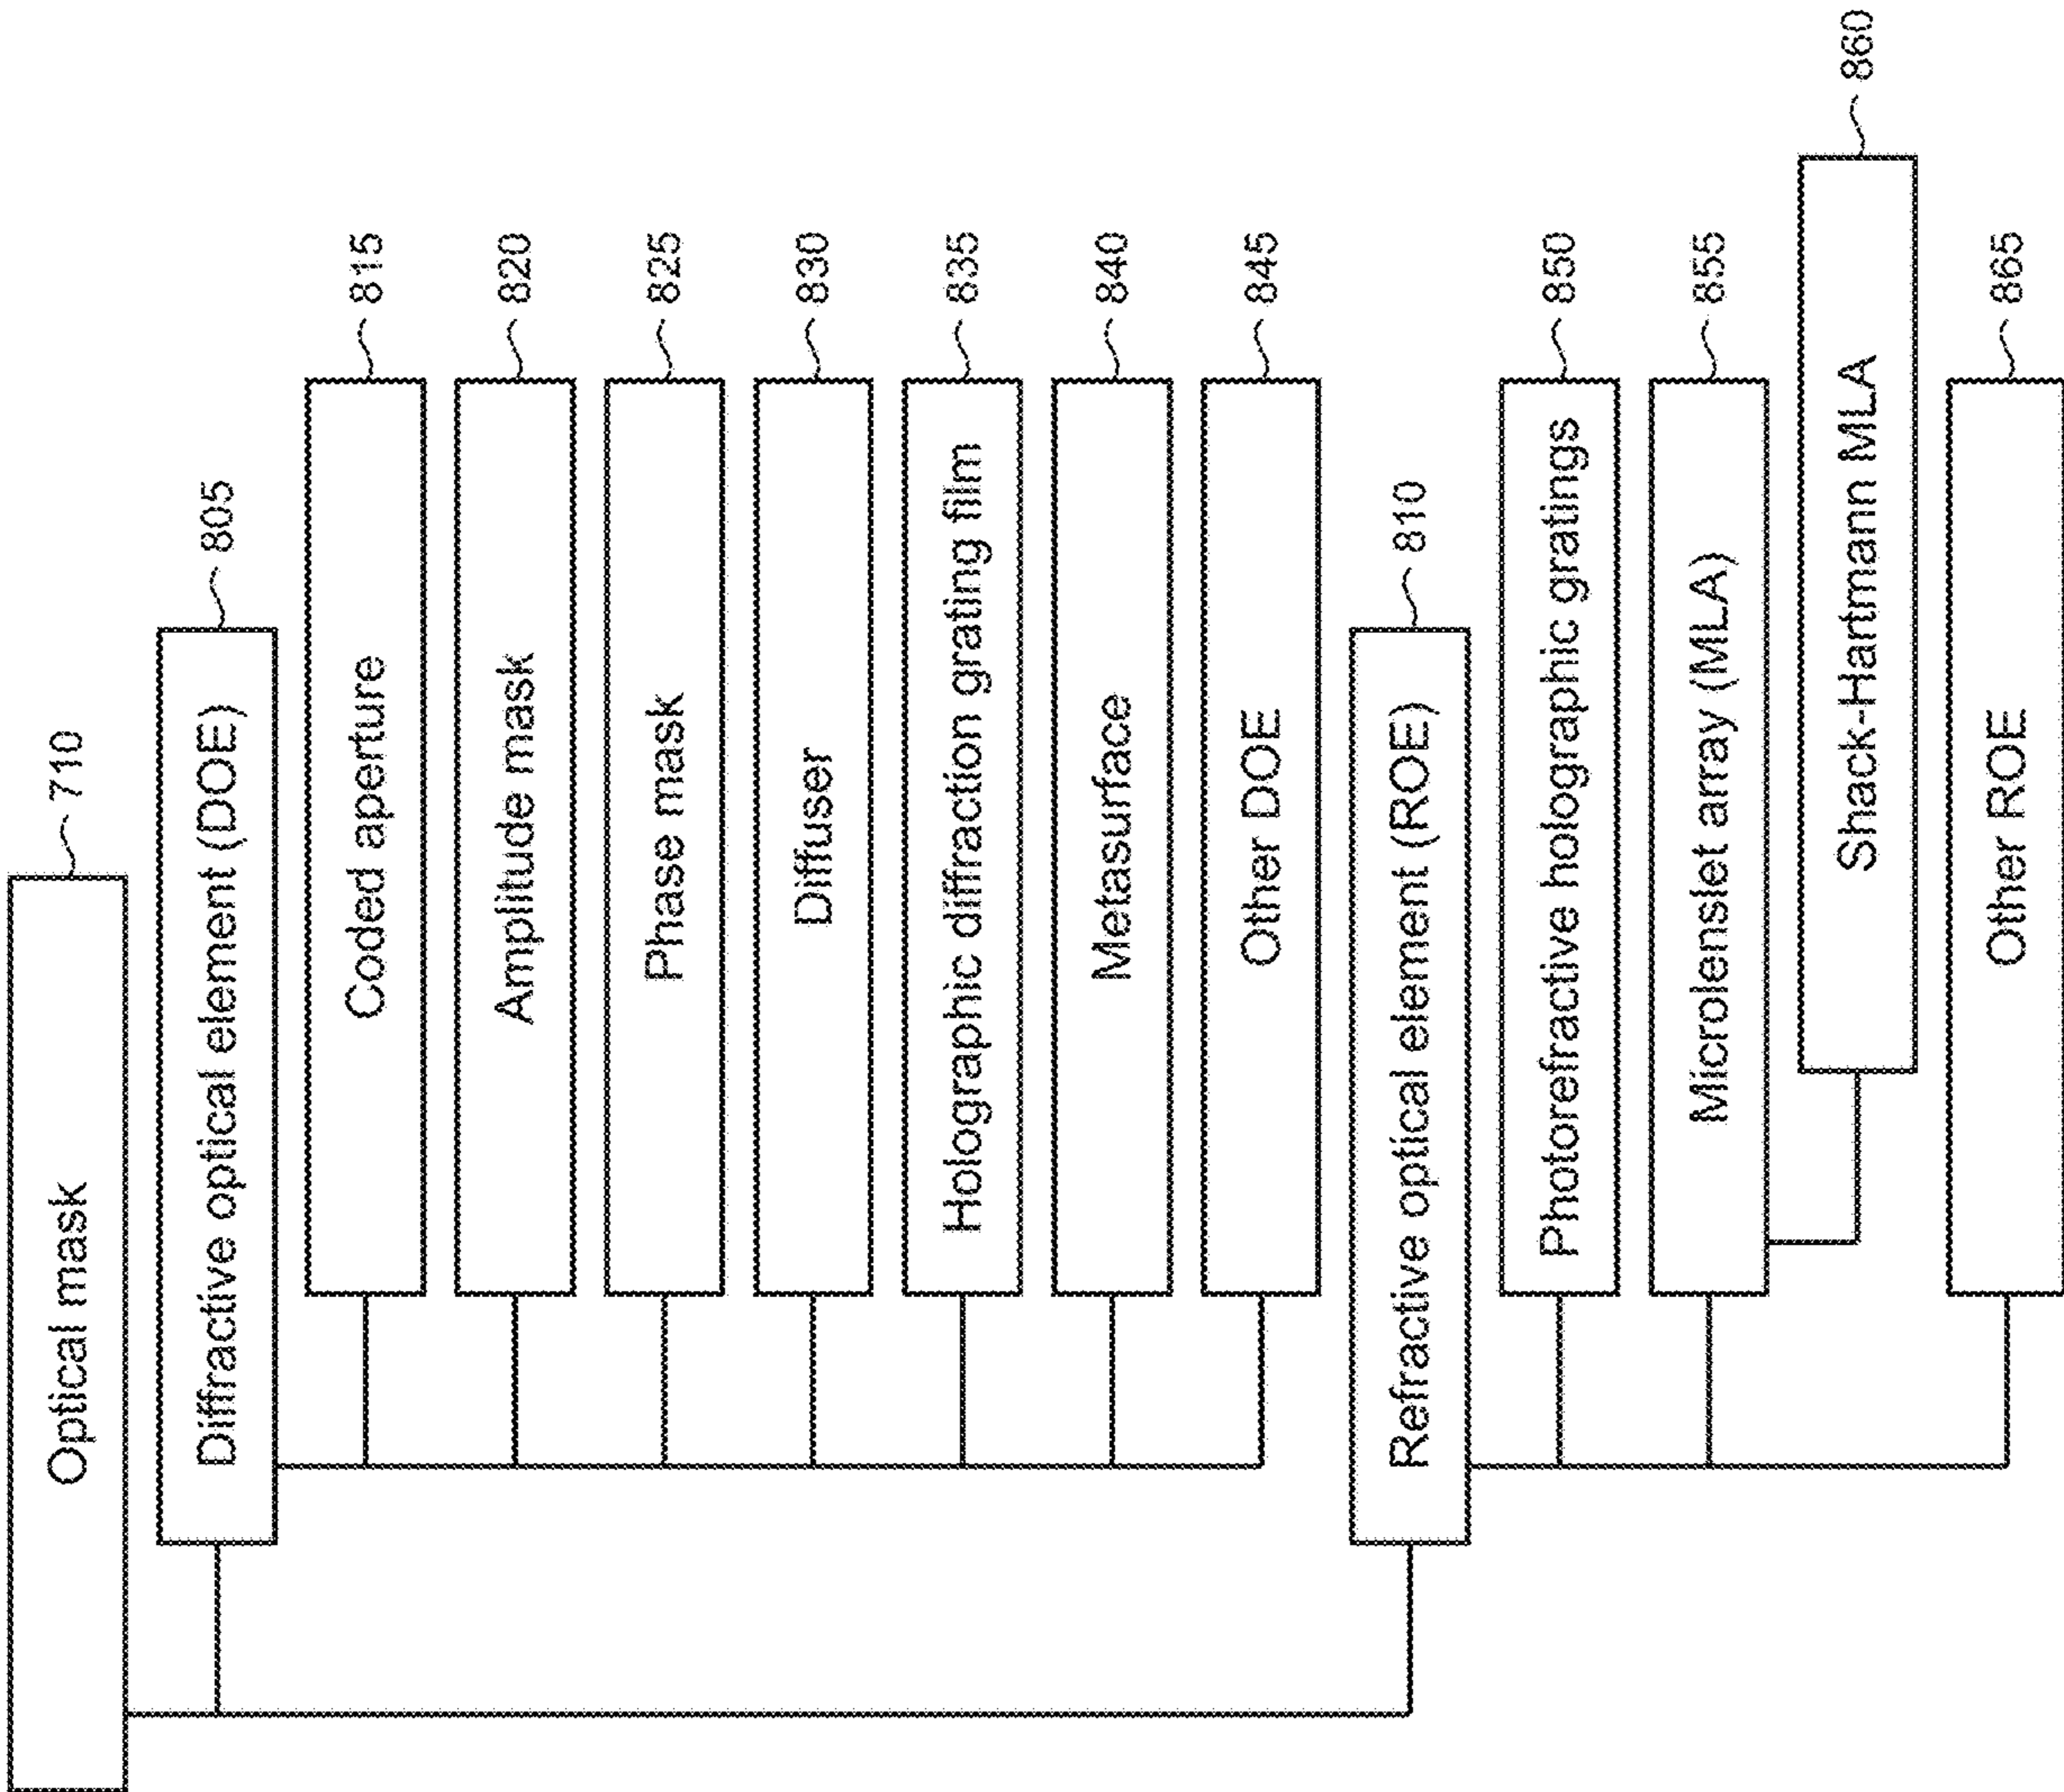 Optical mask 710
Diffractive optical element (DOE) 805
Coded aperture 815
Amplitude mask 820
Phase mask 825
Diffuser 830
Holographic diffraction grating film 835
Metasurface 840
Other DOE 845
Refractive optical element (ROE) 810
Photorefractive holographic gratings 850
Microlenslet array (MLA) 855
Shack-Hartmann MLA 860
Other ROE 865